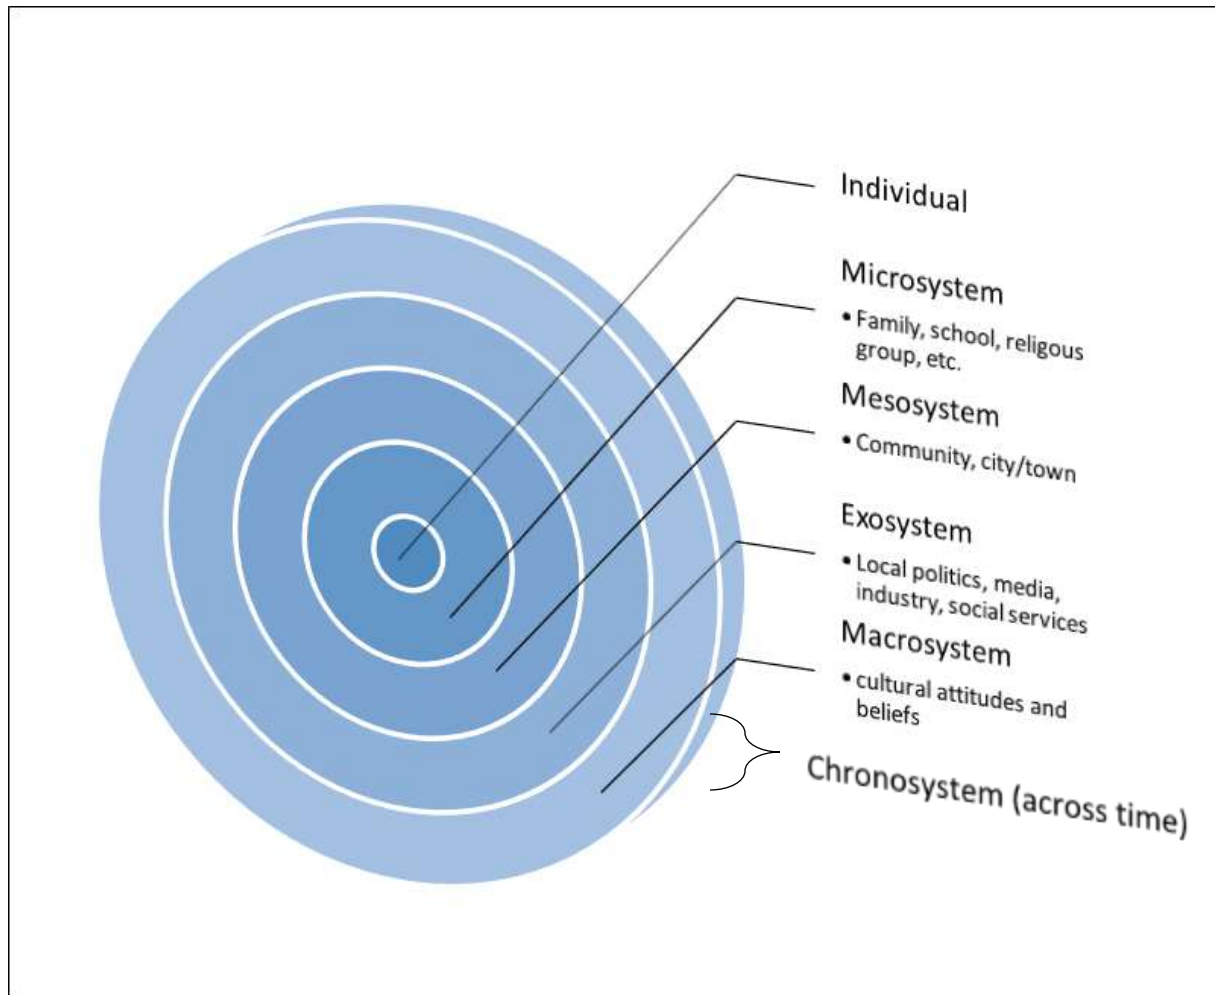 Individual
Microsystem
• Family, school, religous
group, etc.
Mesosystem
• Community, city/town
Exosystem
• Local politics, media,
industry, social services
Macrosystem
• cultural attitudes and
beliefs
Chronosystem (across time)